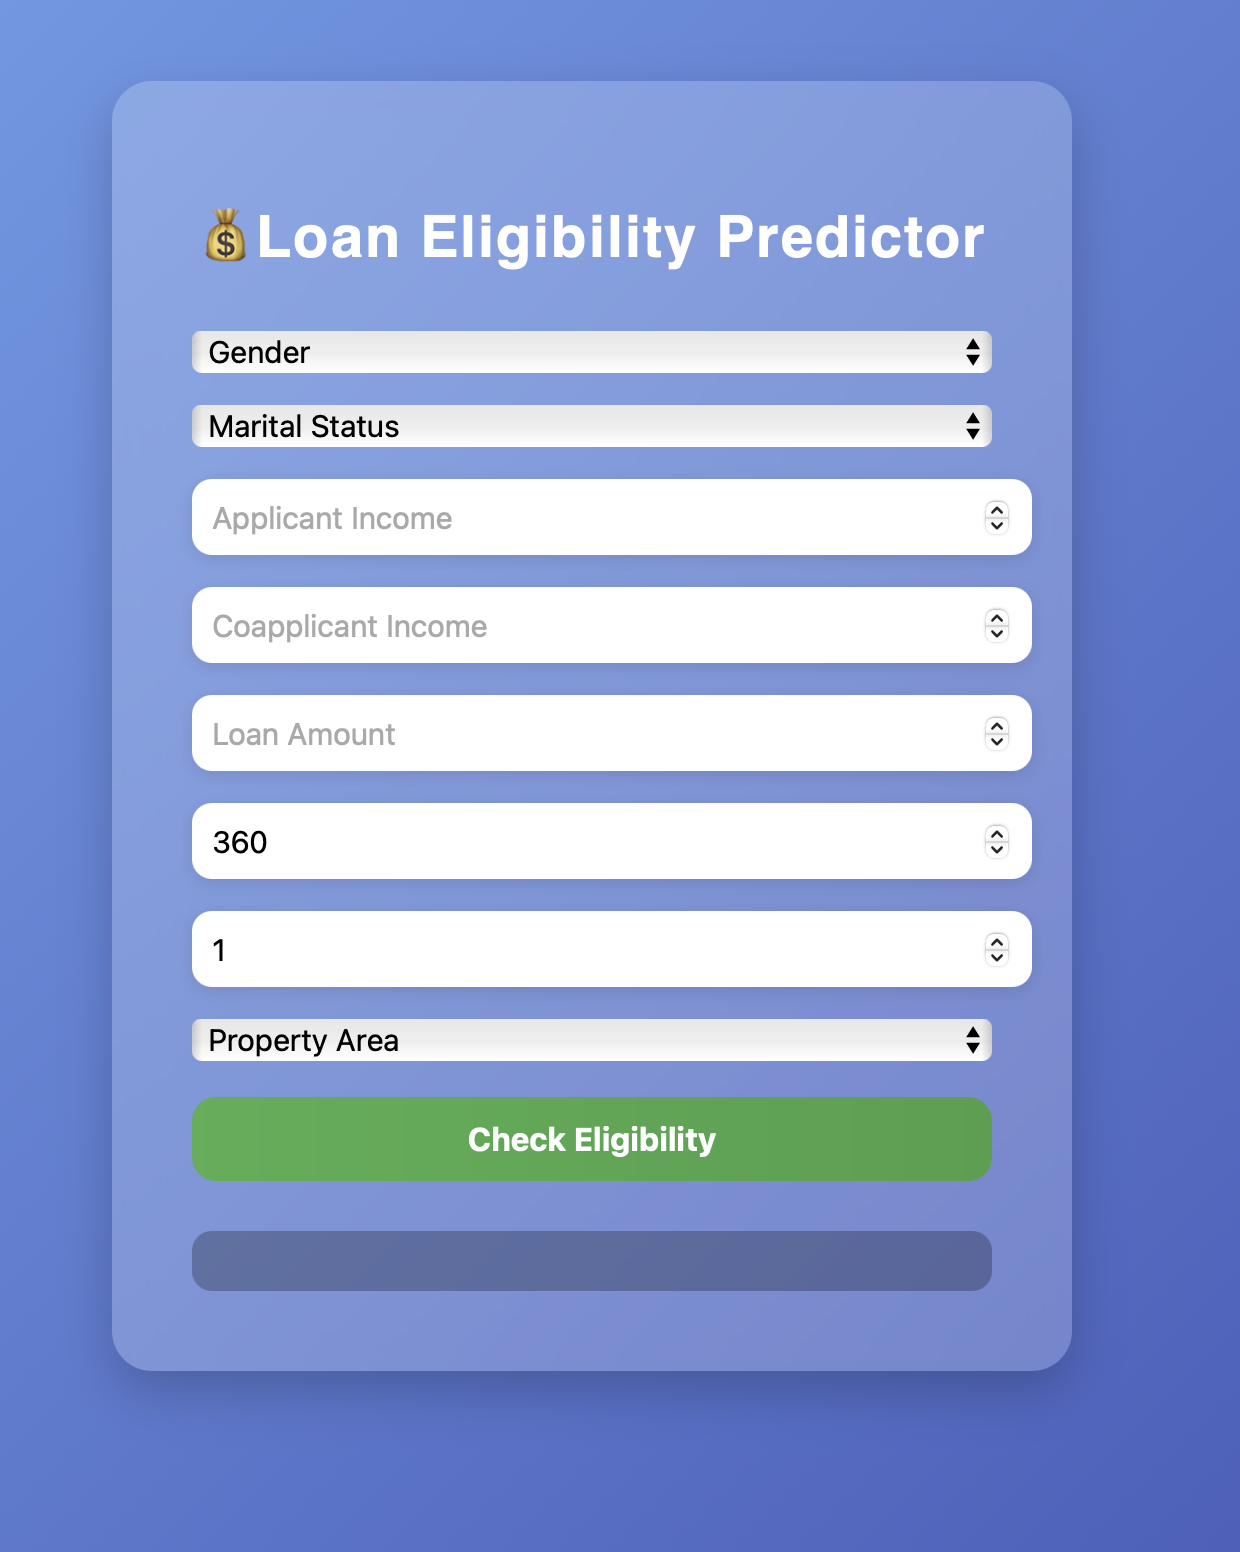 💰Loan Eligibility Predictor
Gender
Marital Status
Applicant Income
Coapplicant Income
Loan Amount
360
1
Property Area
Check Eligibility